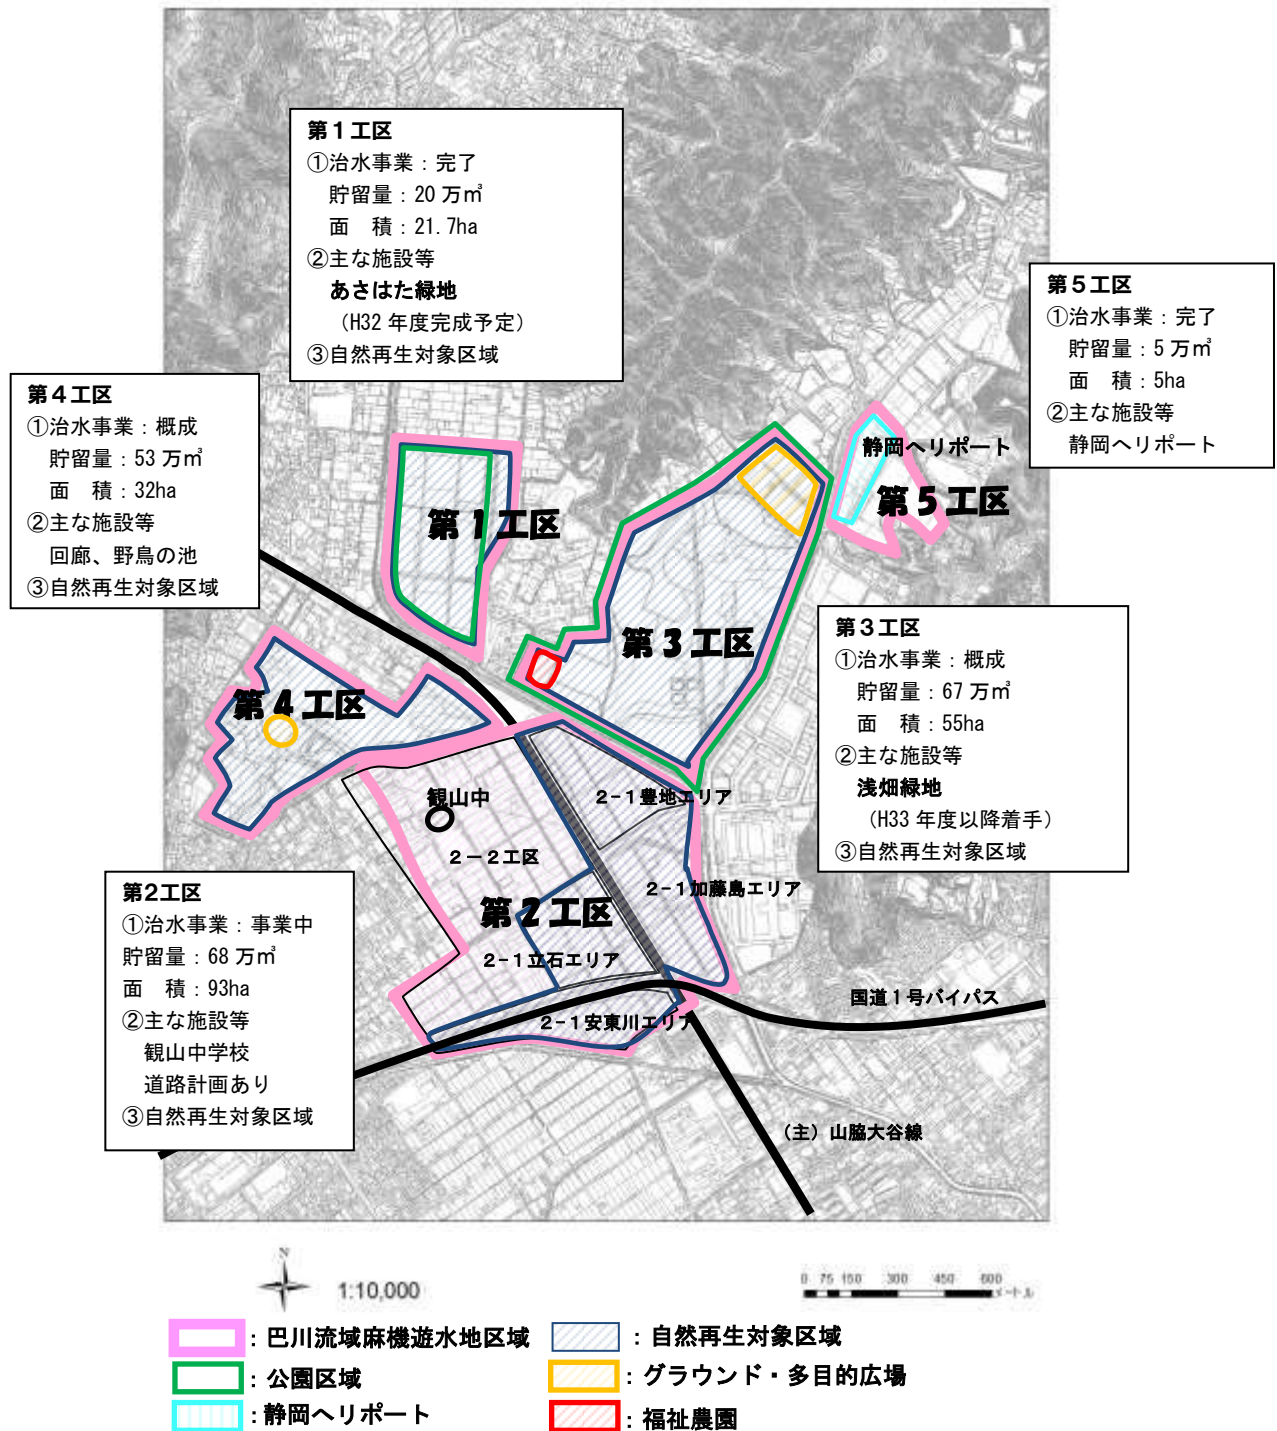 第1工区
①治水事業：完了
貯留量：20 万㎥
面　積：21.7ha
②主な施設等
あさはた緑地
（H32 年度完成予定）
③自然再生対象区域
第5工区
①治水事業：完了
貯留量：5 万㎥
面　積：5ha
②主な施設等
静岡ヘリポート
第4工区
①治水事業：概成
貯留量：53 万㎥
面　積：32ha
②主な施設等
回廊、野鳥の池
③自然再生対象区域
静岡ヘリポート
第5工区
第1工区
第3工区
第3工区
①治水事業：概成
貯留量：67 万㎥
面　積：55ha
②主な施設等
浅畑緑地
（H33 年度以降着手）
③自然再生対象区域
第4工区
観山中
2-1豊地エリア
2－2工区
2-1加藤島エリア
第2工区
2-1立石エリア
2-1安東川エリア
国道1号バイパス
（主）山脇大谷線
第2工区
①治水事業：事業中
貯留量：68 万㎥
面　積：93ha
②主な施設等
観山中学校
道路計画あり
③自然再生対象区域
N
1:10,000
0 75 150 300 450 600
メートル
：巴川流域麻機遊水地区域
：自然再生対象区域
：公園区域
：グラウンド・多目的広場
：静岡ヘリポート
：福祉農園